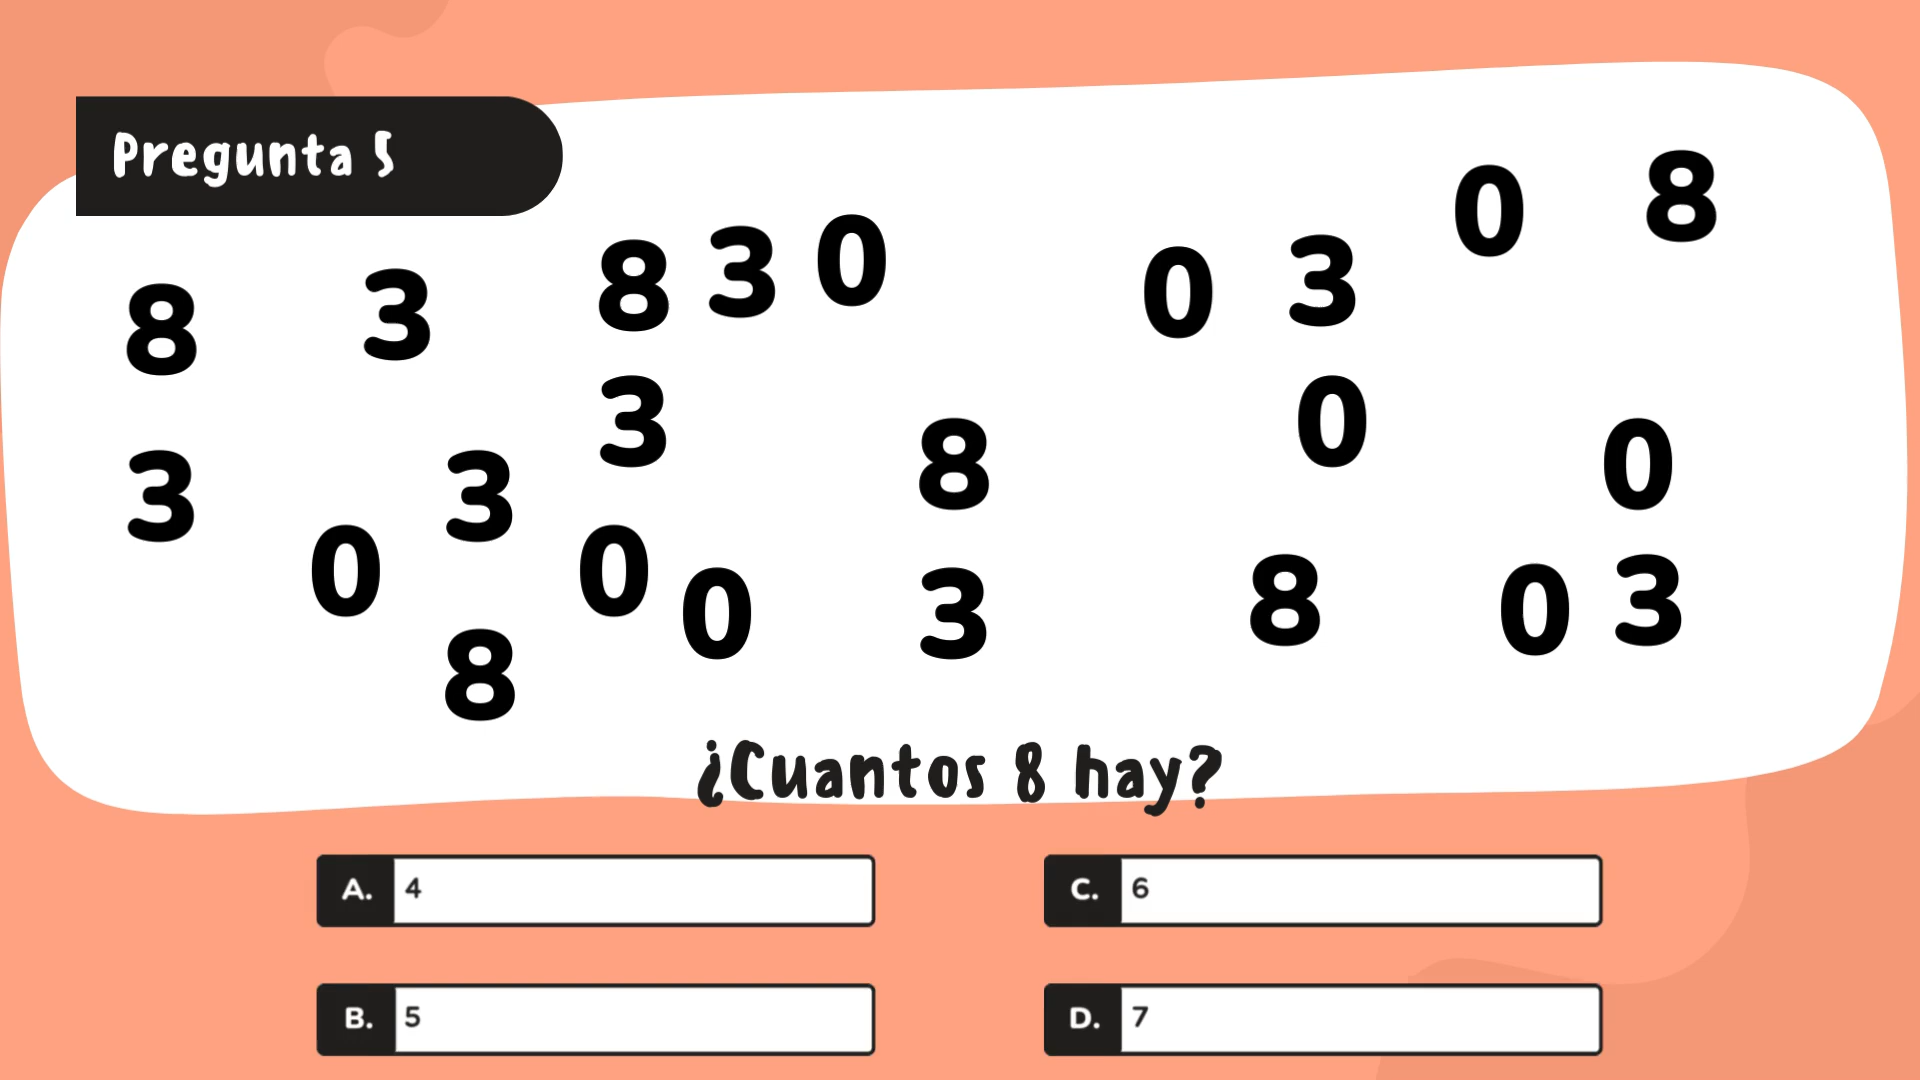 Pregunta 5
0 8
8 3 8 3 0 0 3
3 8 0 0
3 3
0 0 0 3 8 0 3
8
¿Cuantos 8 hay?
A. 4
C. 6
B. 5
D. 7